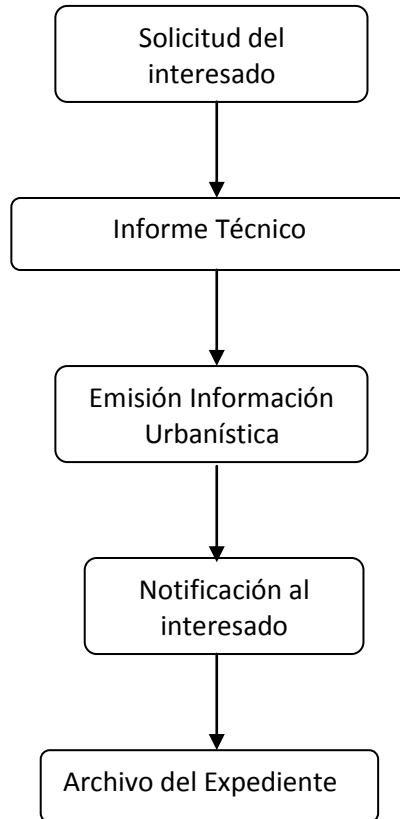 Solicitud del
interesado
Informe Técnico
Emisión Información
Urbanística
Notificación al
interesado
Archivo del Expediente